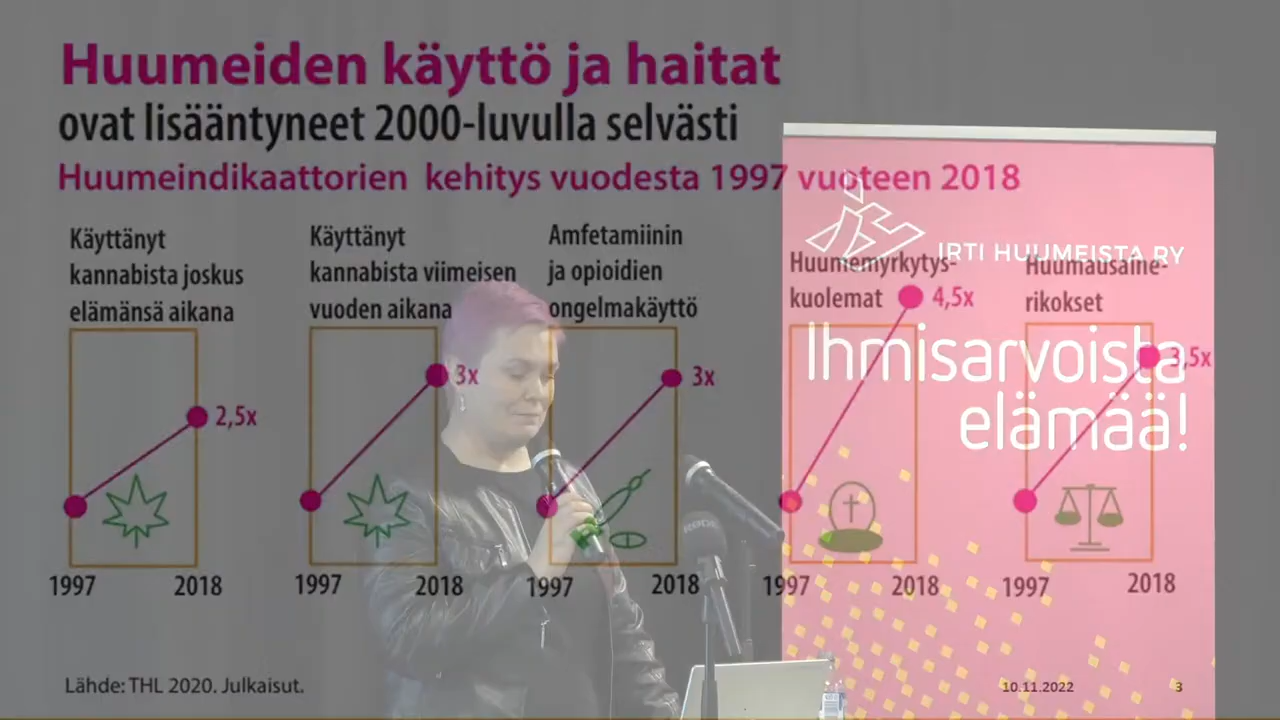 Huumeiden käyttö ja haitat
ovat lisääntyneet 2000-luvulla selvästi
Huumeindikaattorien kehitys vuodesta 1997 vuoteen 2018
Käyttänyt
kannabista joskus
elämänsä aikana
2,5x
1997 2018
Käyttänyt
kannabista viimeisen
vuoden aikana
3x
1997 2018
Amfetamiinin
ja opioidien
ongelmakäyttö
3x
1997 2018
Huumemyrkytys-
kuolemat
4,5x
1997 2018
Huumausaine-
rikokset
3,5x
1997 2018
IRTI HUUMEISTA RY
Ihmisarvoista
elämää!
RØDE
Lähde: THL 2020. Julkaisut.
10.11.2022
3